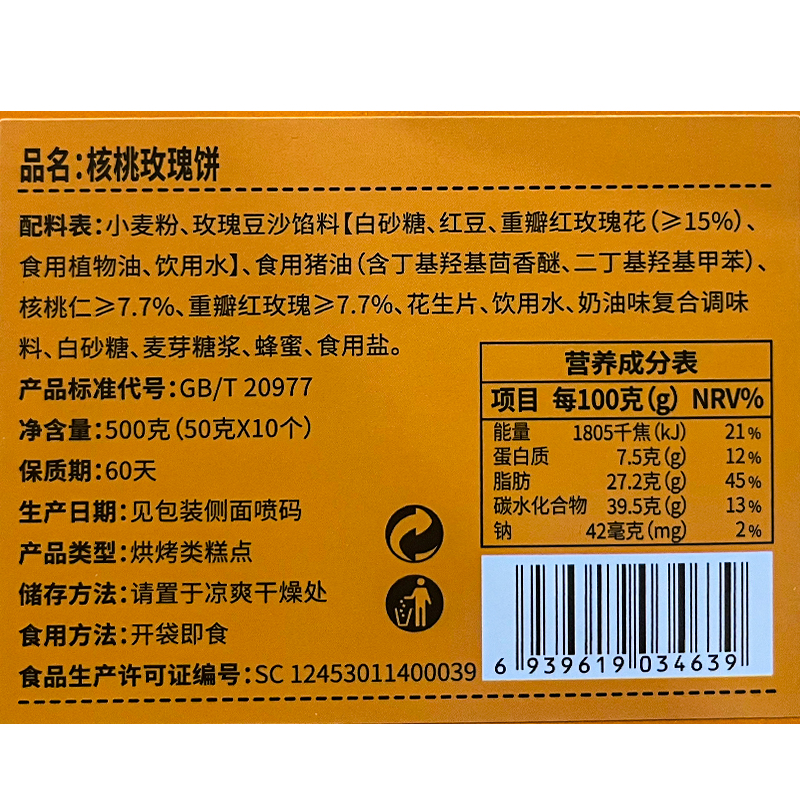 品名:核桃玫瑰饼
配料表:小麦粉、玫瑰豆沙馅料【白砂糖、红豆、重瓣红玫瑰花(≥15%)、
食用植物油、饮用水】、食用猪油(含丁基羟基茴香醚、二丁基羟基甲苯)、
核桃仁≥7.7%、重瓣红玫瑰≥7.7%、花生片、饮用水、奶油味复合调味
料、白砂糖、麦芽糖浆、蜂蜜、食用盐。
产品标准代号:GB/T 20977
净含量:500克(50克X10个)
保质期:60天
生产日期:见包装侧面喷码
产品类型:烘烤类糕点
储存方法:请置于凉爽干燥处
食用方法:开袋即食
食品生产许可证编号:SC 12453011400039
营养成分表
项目 每100克(g) NRV%
能量 1805千焦(kJ) 21%
蛋白质 7.5克(g) 12%
脂肪 27.2克(g) 45%
碳水化合物 39.5克(g) 13%
钠 42毫克(mg) 2%
6 939619 034639